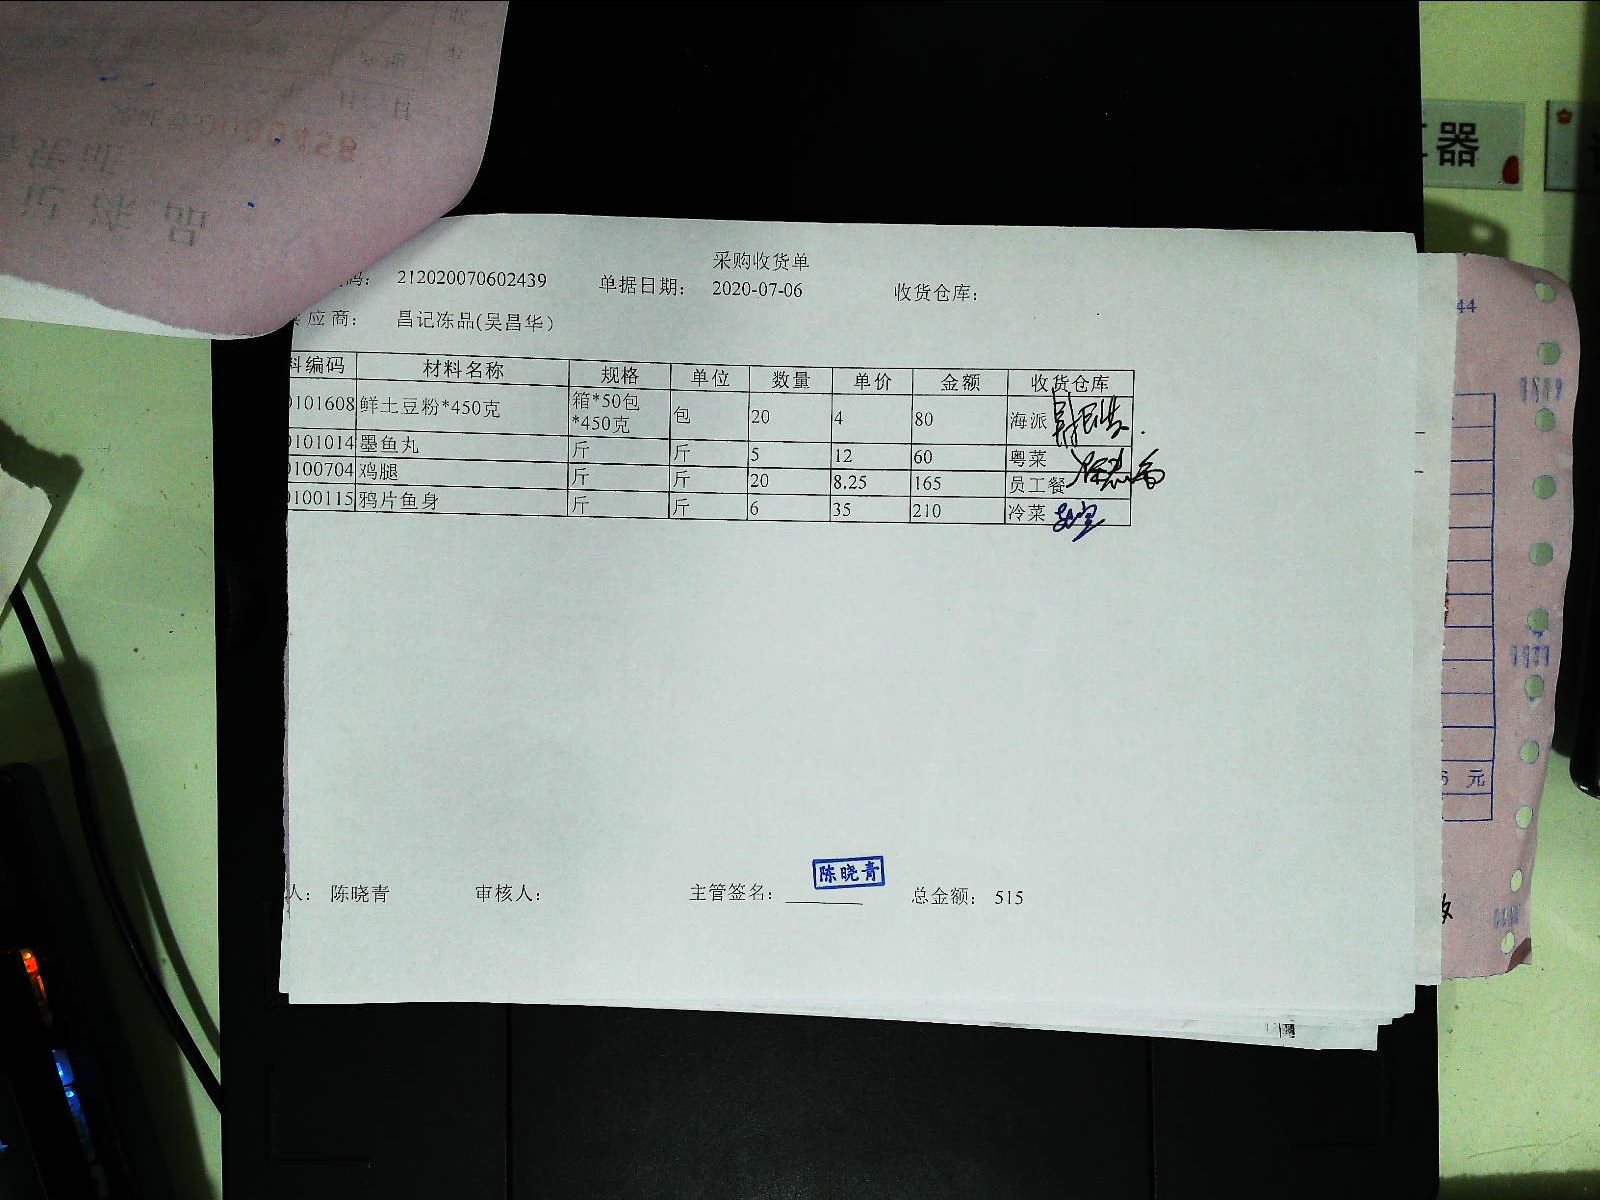 采购收货单
码： 212020070602439 单据日期： 2020-07-06 收货仓库：
应商： 昌记冻品(吴昌华)
料编码 材料名称 规格 单位 数量 单价 金额 收货仓库
0101608 鲜土豆粉*450克 箱*50包 *450克 包 20 4 80 海派
0101014 墨鱼丸 斤 斤 5 12 60 粤菜
0100704 鸡腿 斤 斤 20 8.25 165 员工餐
0100115 鸦片鱼身 斤 斤 6 35 210 冷菜
陈晓青
人： 陈晓青 审核人： 主管签名： 总金额： 515
器
44
元